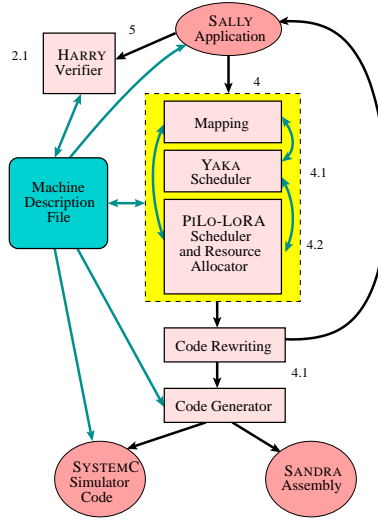 SALLY
Application
5
2.1
HARRY
Verifier
4
Mapping
4.1
YAKA
Scheduler
Machine
Description
File
PILO-LORA
Scheduler
and Resource
Allocator
4.2
Code Rewriting
4.1
Code Generator
SYSTEMC
Simulator
Code
SANDRA
Assembly